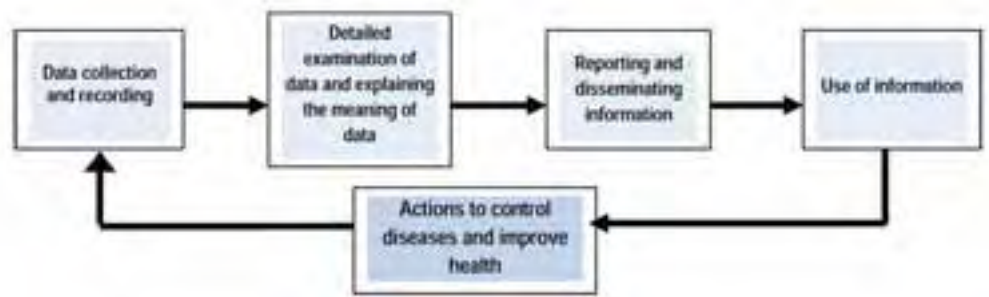 Data collection
and recording
Detailed
examination of
data and explaining
the meaning of
data
Reporting and
disseminating
information
Use of information
Actions to control
diseases and improve
health